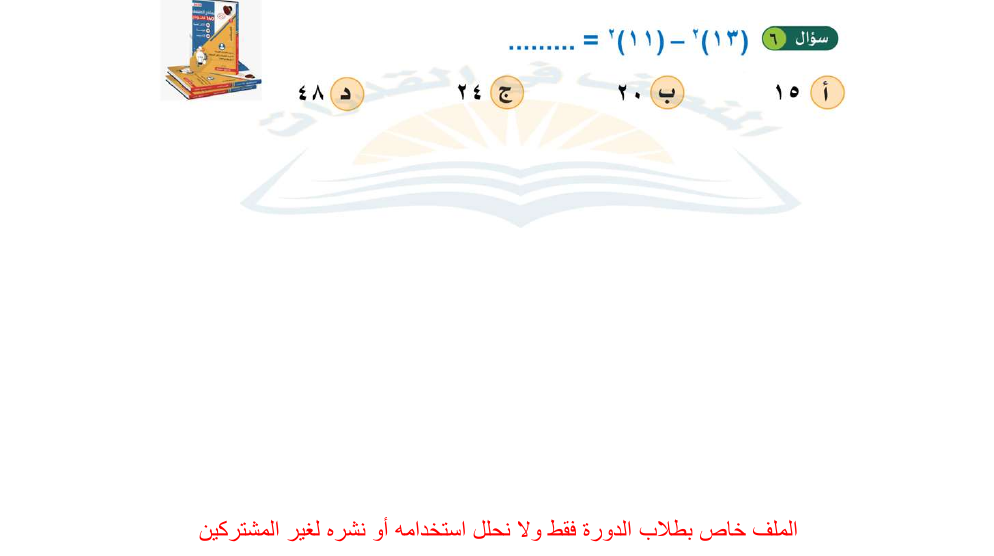 سؤال ٦ (١٣)٢ – (١١)٢ = .........
أ ١٥ ب ٢٠ ج ٢٤ د ٤٨
الملف خاص بطلاب الدورة فقط ولا نحلل استخدامه أو نشره لغير المشتركين